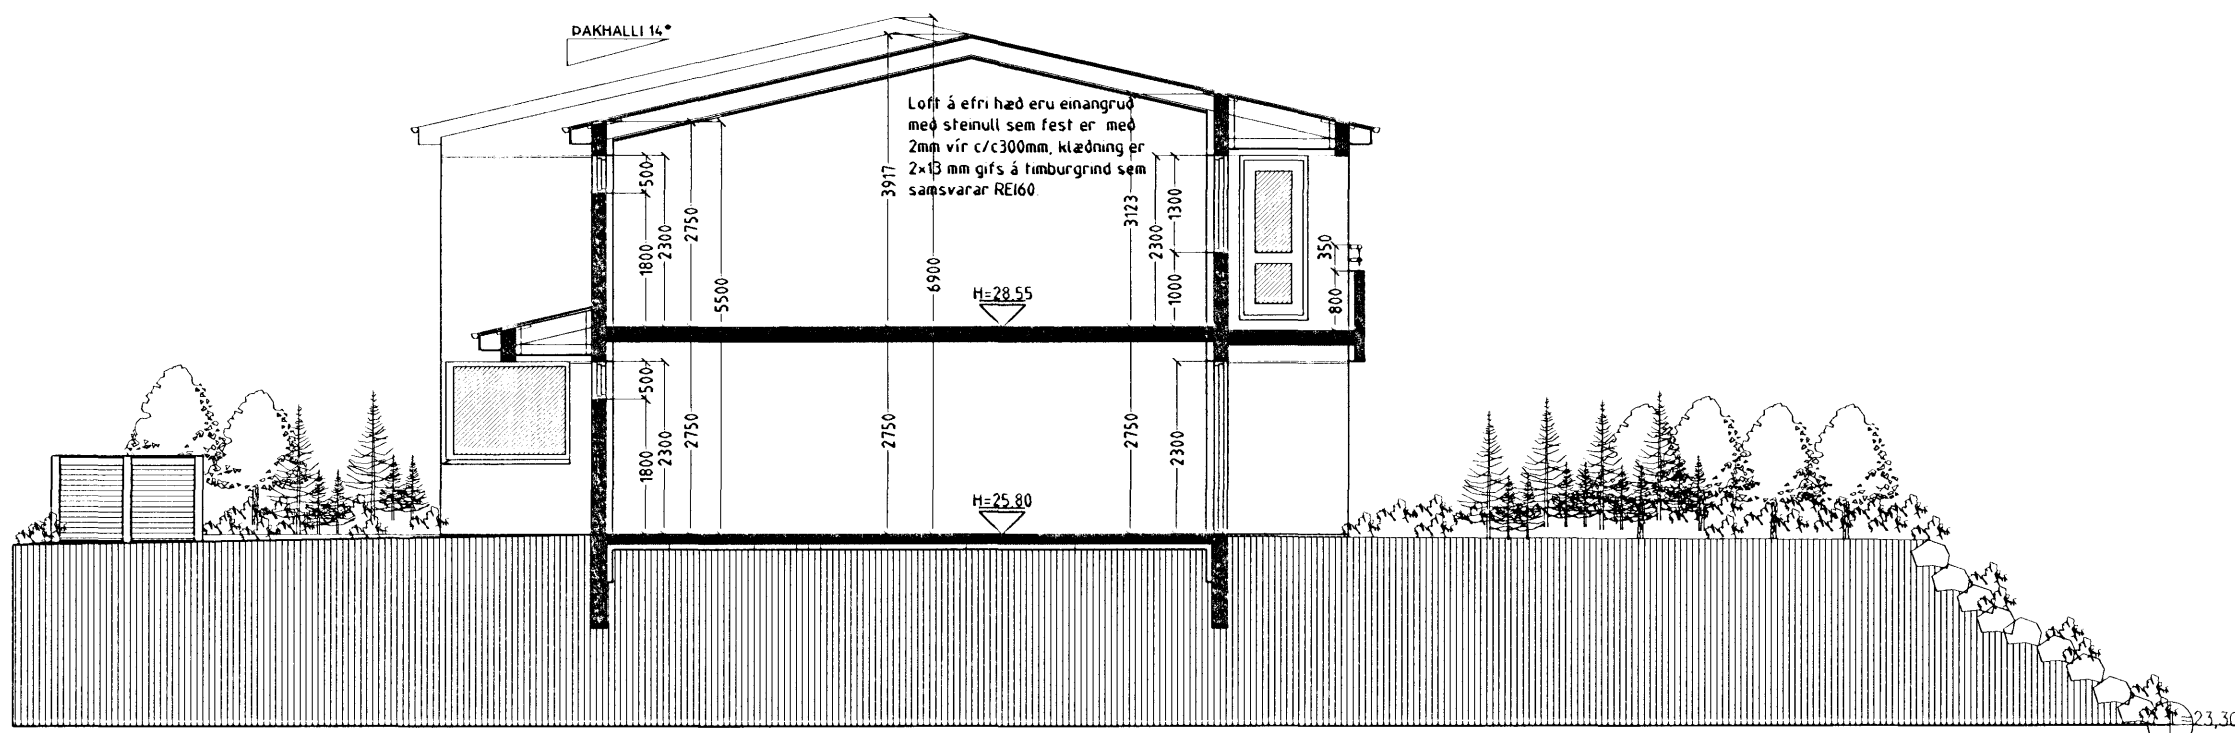 ÞAKHALLI 14°
Loft á efri hæð eru einangruð
með steinull sem fest er með
2mm vír c/c300mm, klæðning er
2×13 mm gifs á timburgrind sem
samsvarar REI60.
500
1800
2300
2750
5500
3917
6900
3123
2300
1300
1000
350
800
H=28.55
500
1800
2300
2750
2750
2750
2300
H=25.80
=23,30